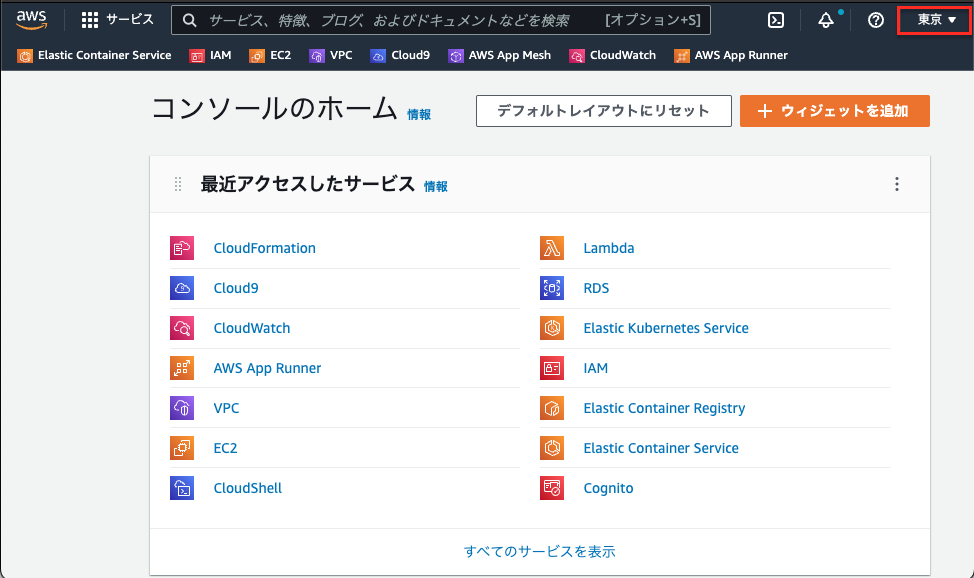 aws サービス サービス、特徴、ブログ、およびドキュメントなどを検索 [オプション+S] 東京 ▼
Elastic Container Service IAM EC2 VPC Cloud9 AWS App Mesh CloudWatch AWS App Runner
コンソールのホーム 情報 デフォルトレイアウトにリセット + ウィジェットを追加
最近アクセスしたサービス 情報
CloudFormation
Cloud9
CloudWatch
AWS App Runner
VPC
EC2
CloudShell
Lambda
RDS
Elastic Kubernetes Service
IAM
Elastic Container Registry
Elastic Container Service
Cognito
すべてのサービスを表示